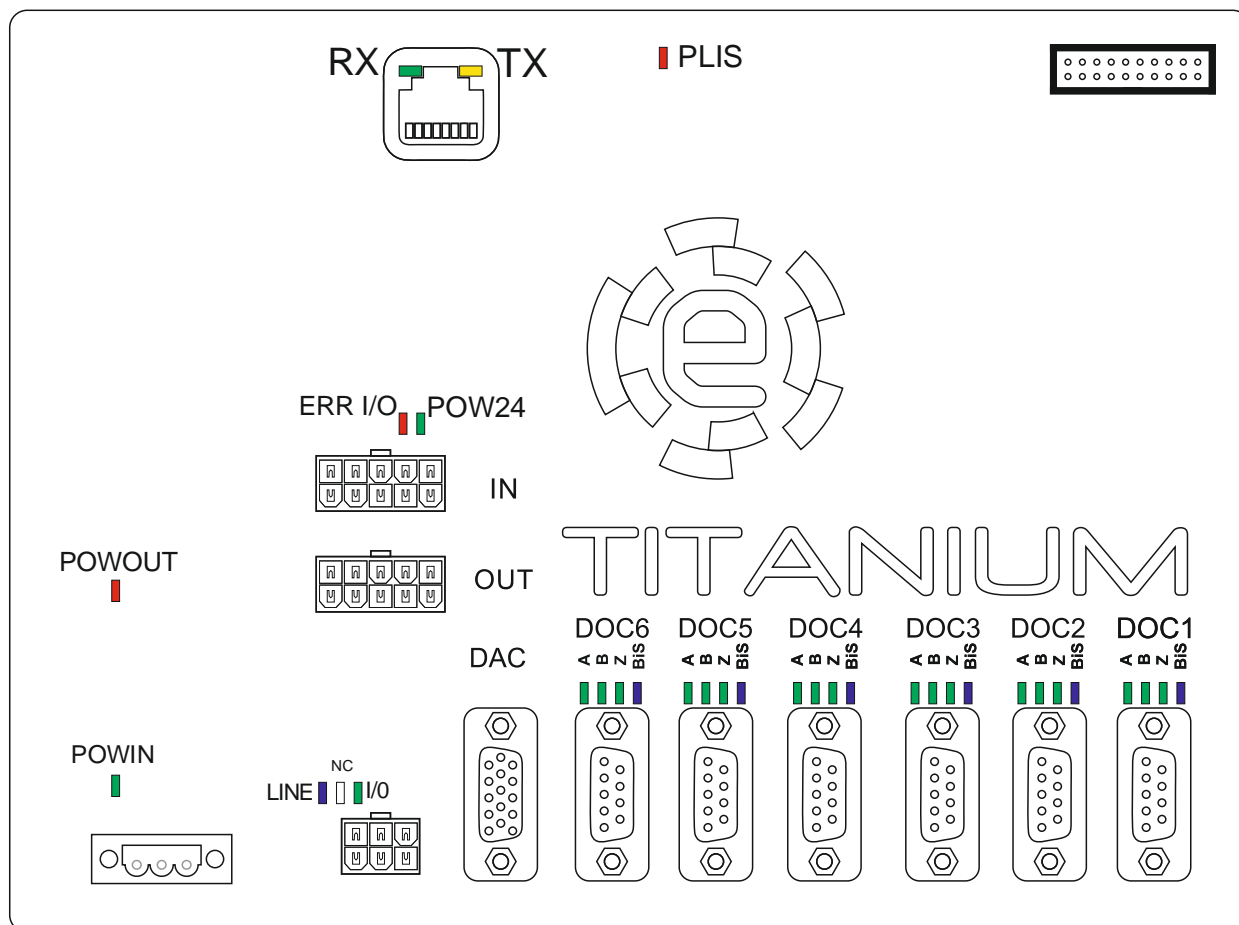 RX TX PLIS
ERR I/O POW24
IN
POWOUT
OUT
TITANIUM
DAC
DOC6 DOC5 DOC4 DOC3 DOC2 DOC1
A B Z BiS A B Z BiS A B Z BiS A B Z BiS A B Z BiS A B Z BiS
POWIN
NC
LINE I/0
e